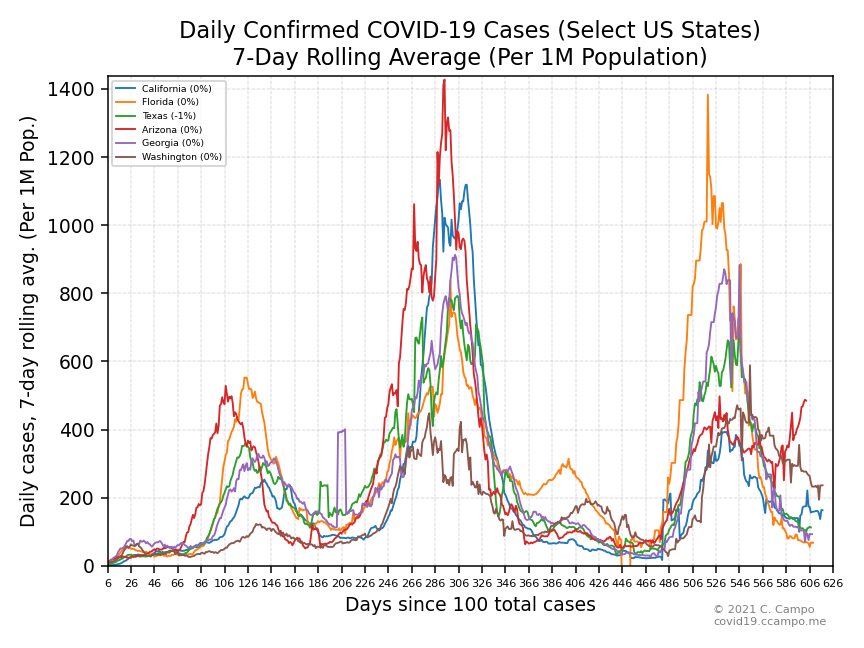 Daily Confirmed COVID-19 Cases (Select US States)
7-Day Rolling Average (Per 1M Population)
Daily cases, 7-day rolling avg. (Per 1M Pop.)
1400
1200
1000
800
600
400
200
0
California (0%)
Florida (0%)
Texas (-1%)
Arizona (0%)
Georgia (0%)
Washington (0%)
6 26 46 66 86 106 126 146 166 186 206 226 246 266 286 306 326 346 366 386 406 426 446 466 486 506 526 546 566 586 606 626
Days since 100 total cases
© 2021 C. Campo
covid19.ccampo.me